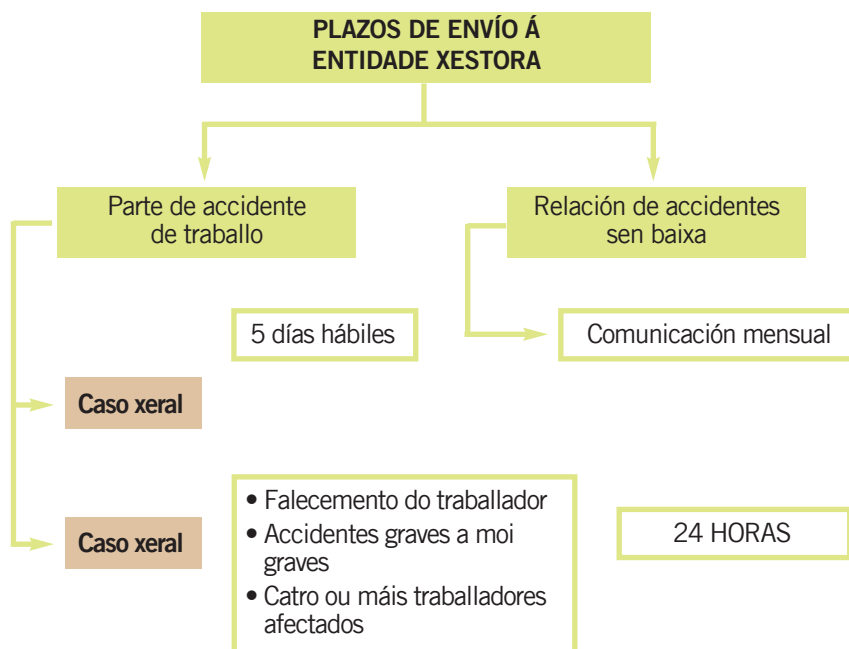 PLAZOS DE ENVÍO Á
ENTIDADE XESTORA
Parte de accidente
de traballo
Relación de accidentes
sen baixa
5 días hábiles
Comunicación mensual
Caso xeral
Caso xeral
• Falecemento do traballador
• Accidentes graves a moi
graves
• Catro ou máis traballadores
afectados
24 HORAS